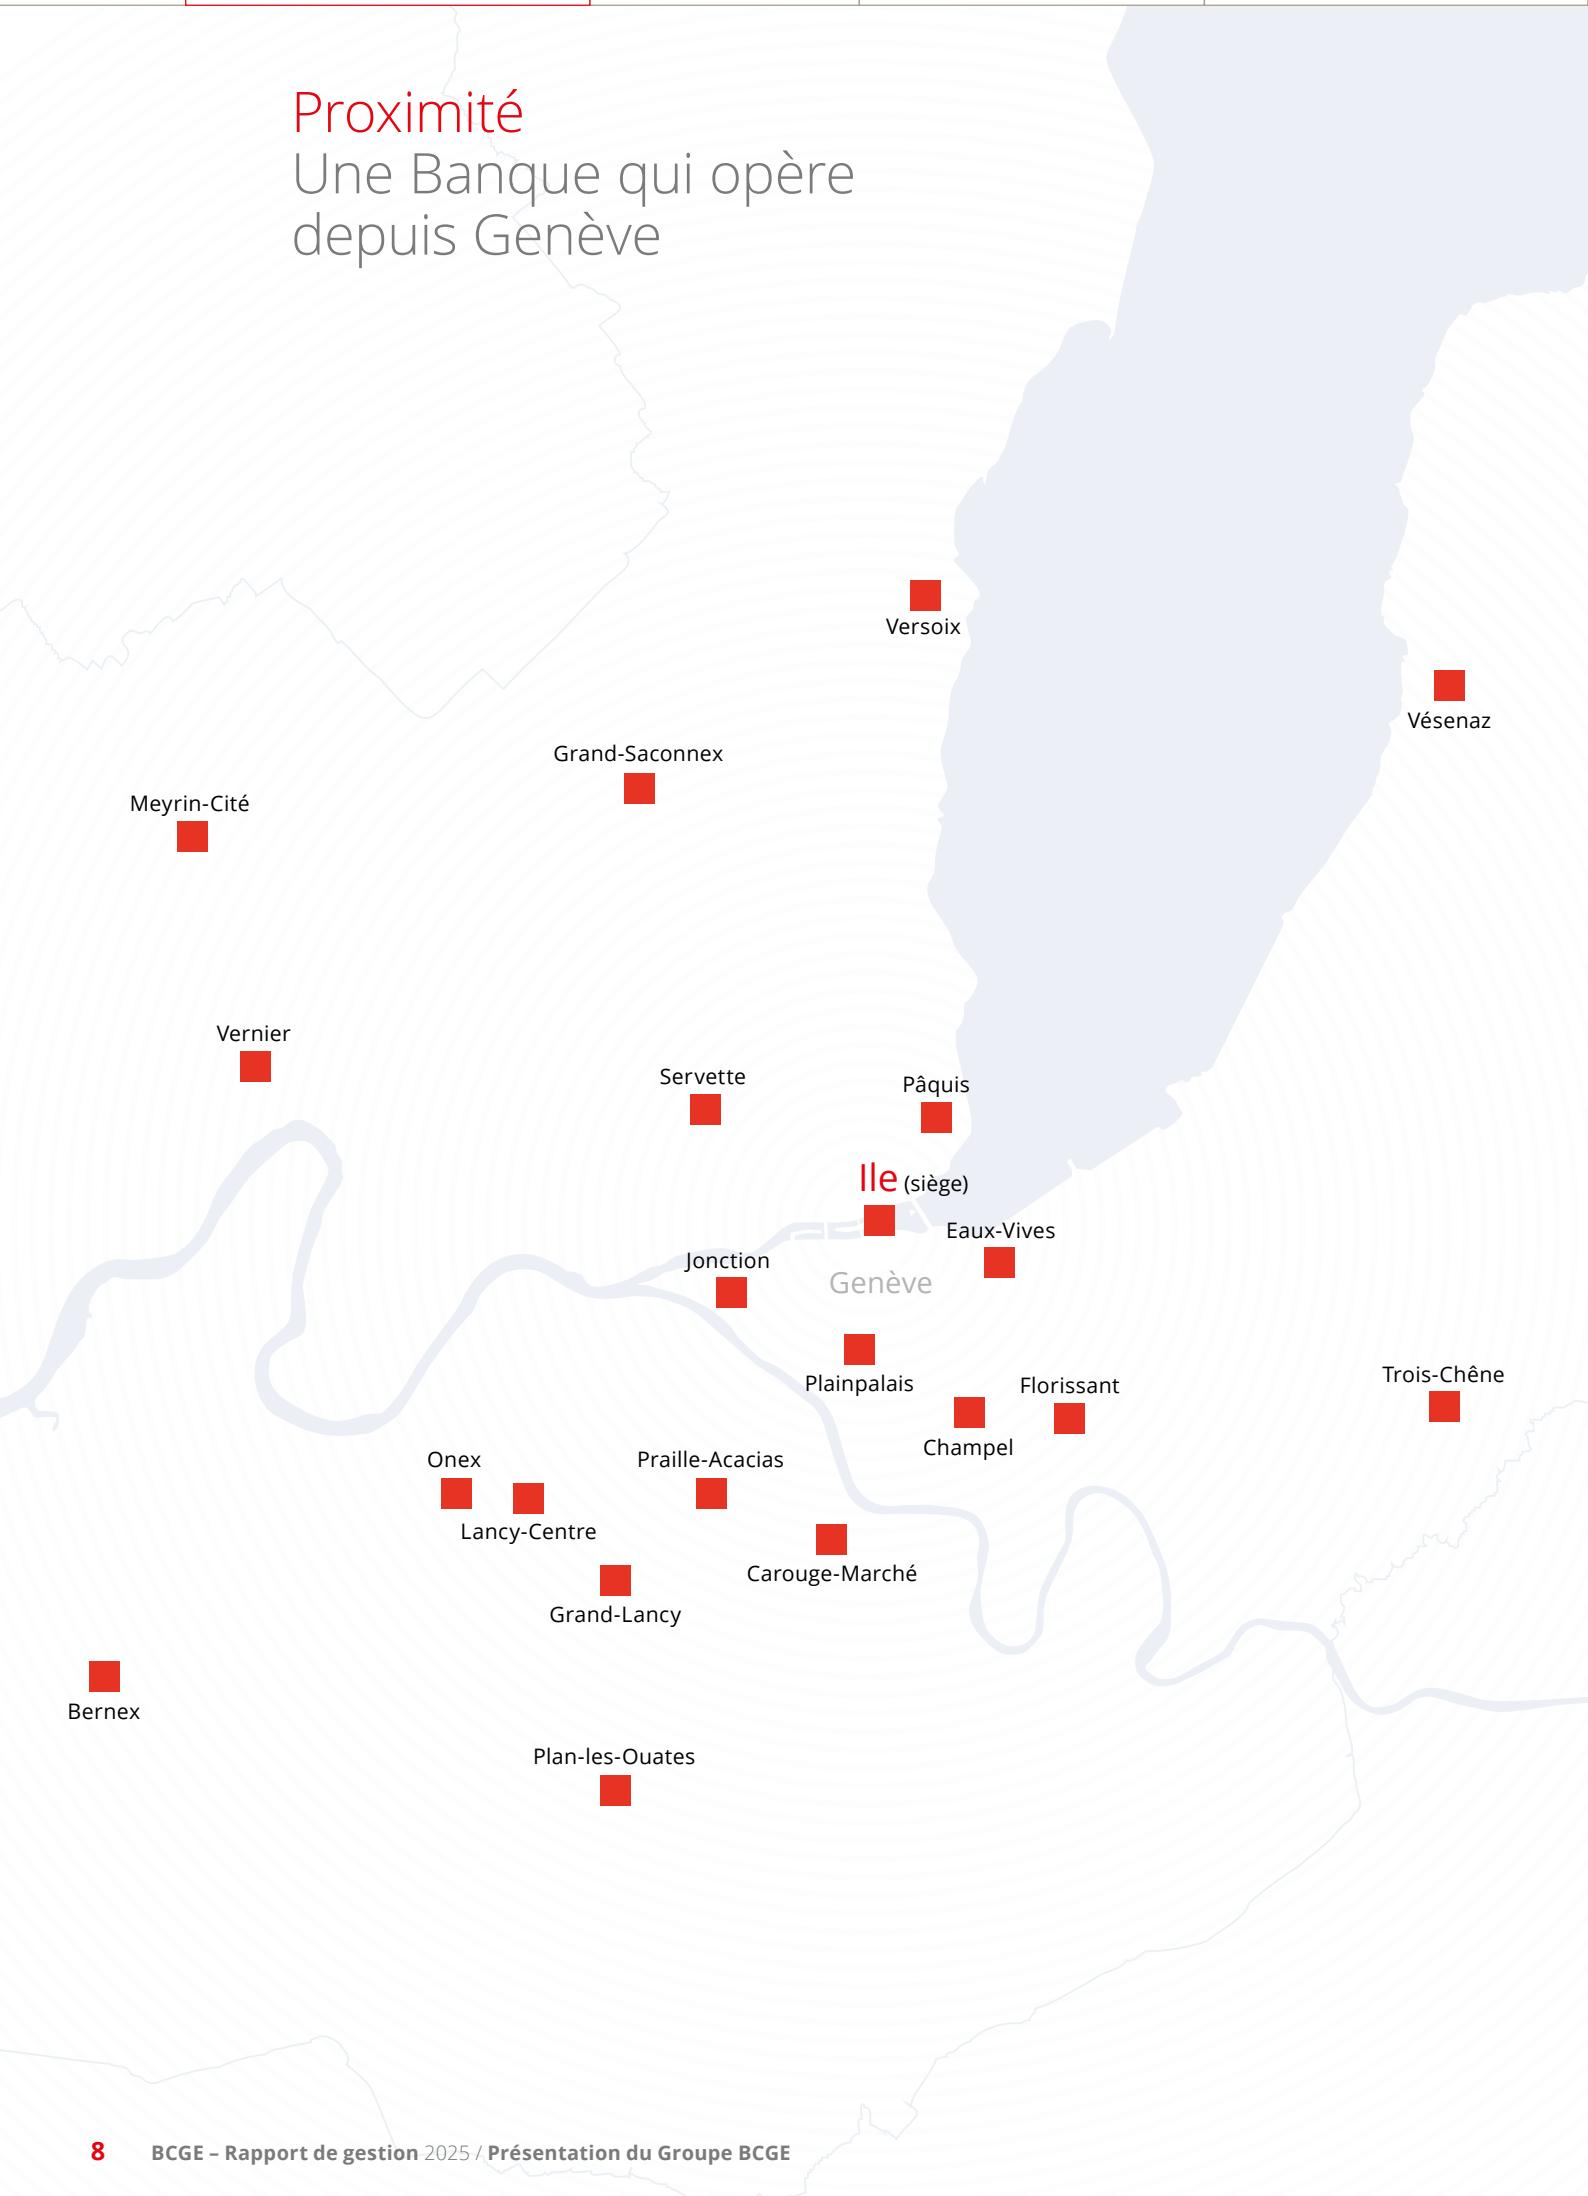 Proximité
Une Banque qui opère
depuis Genève
Versoix
Vésenaz
Grand-Saconnex
Meyrin-Cité
Vernier
Servette
Pâquis
Ile (siège)
Eaux-Vives
Jonction
Genève
Plainpalais
Florissant
Trois-Chêne
Champel
Onex
Praille-Acacias
Lancy-Centre
Carouge-Marché
Grand-Lancy
Bernex
Plan-les-Ouates
8 BCGE – Rapport de gestion 2025 / Présentation du Groupe BCGE